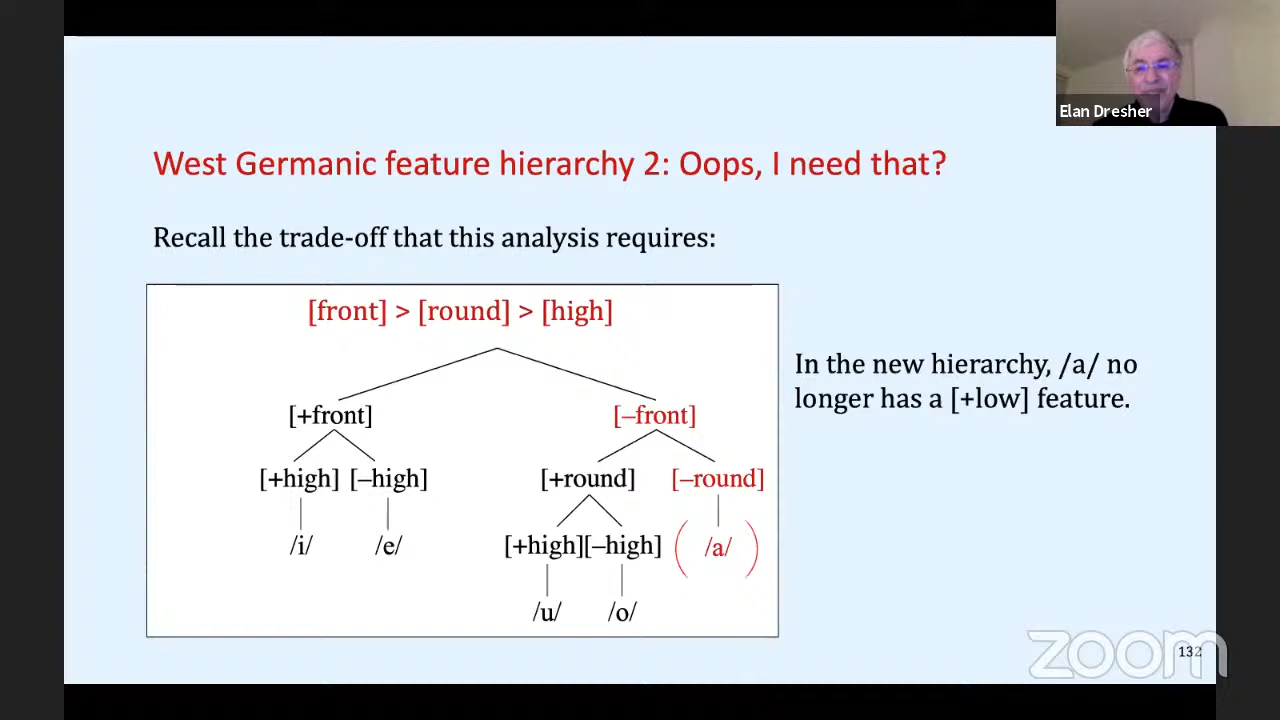 Elan Dresher
West Germanic feature hierarchy 2: Oops, I need that?
Recall the trade-off that this analysis requires:
[front] > [round] > [high]
In the new hierarchy, /a/ no
longer has a [+low] feature.
[+front] [–front]
[+high] [–high] [+round] [–round]
/i/ /e/ [+high][–high] ( /a/ )
/u/ /o/
zoom
132